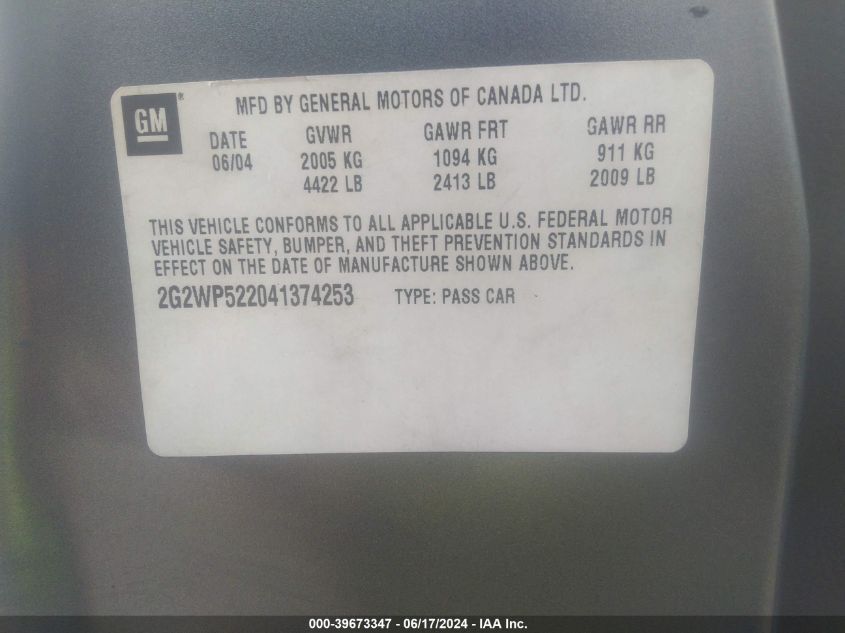 GM ®
MFD BY GENERAL MOTORS OF CANADA LTD.
DATE GVWR GAWR FRT GAWR RR
06/04 2005 KG 1094 KG 911 KG
4422 LB 2413 LB 2009 LB
THIS VEHICLE CONFORMS TO ALL APPLICABLE U.S. FEDERAL MOTOR
VEHICLE SAFETY, BUMPER, AND THEFT PREVENTION STANDARDS IN
EFFECT ON THE DATE OF MANUFACTURE SHOWN ABOVE.
2G2WP522041374253 TYPE: PASS CAR
000-39673347 - 06/17/2024 - IAA Inc.